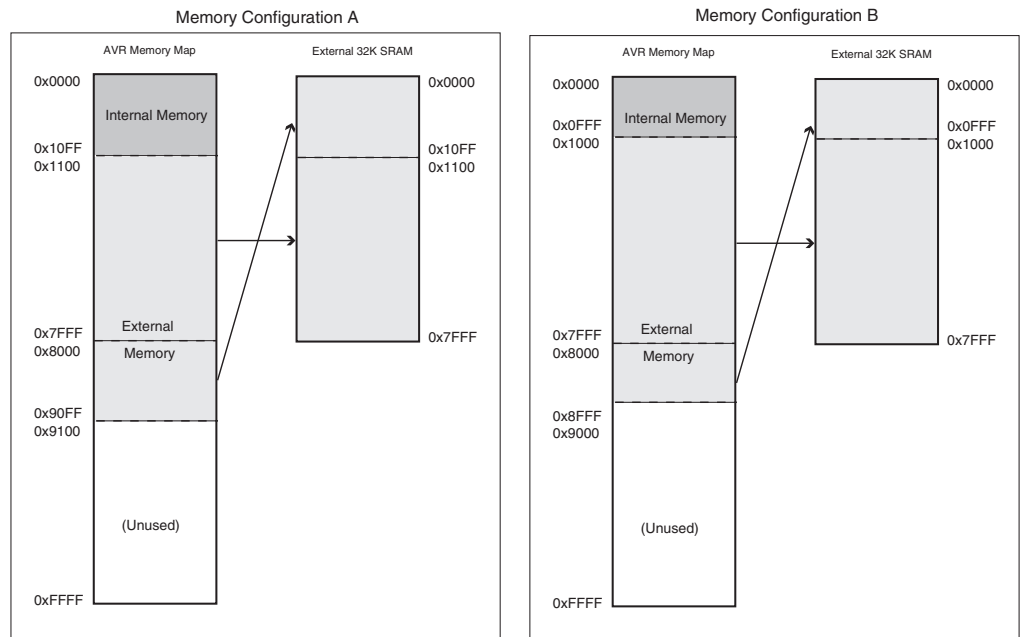 Memory Configuration A
AVR Memory Map
External 32K SRAM
0x0000
Internal Memory
0x10FF
0x1100
0x7FFF
0x8000
External
Memory
0x90FF
0x9100
(Unused)
0xFFFF
0x0000
0x10FF
0x1100
0x7FFF
Memory Configuration B
AVR Memory Map
External 32K SRAM
0x0000
Internal Memory
0x0FFF
0x1000
0x7FFF
0x8000
External
Memory
0x8FFF
0x9000
(Unused)
0xFFFF
0x0000
0x0FFF
0x1000
0x7FFF